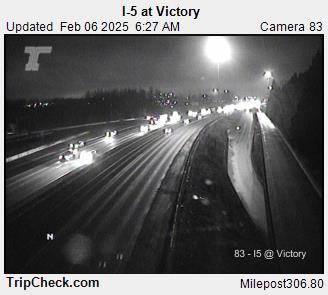 I-5 at Victory
Updated Feb 06 2025 6:27 AM Camera 83
T
N
83 - I5 @ Victory
TripCheck.com Milepost306.80